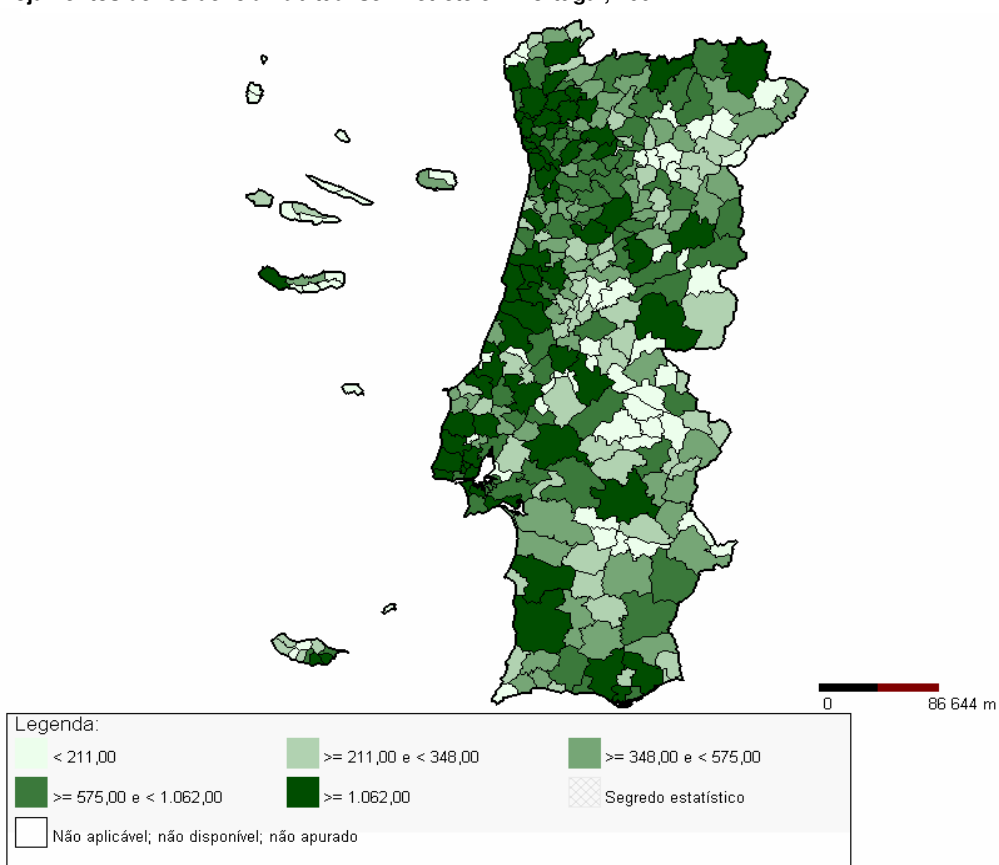 0 86 644 m
Legenda:
< 211,00 >= 211,00 e < 348,00 >= 348,00 e < 575,00
>= 575,00 e < 1.062,00 >= 1.062,00 Segredo estatístico
Não aplicável; não disponível; não apurado